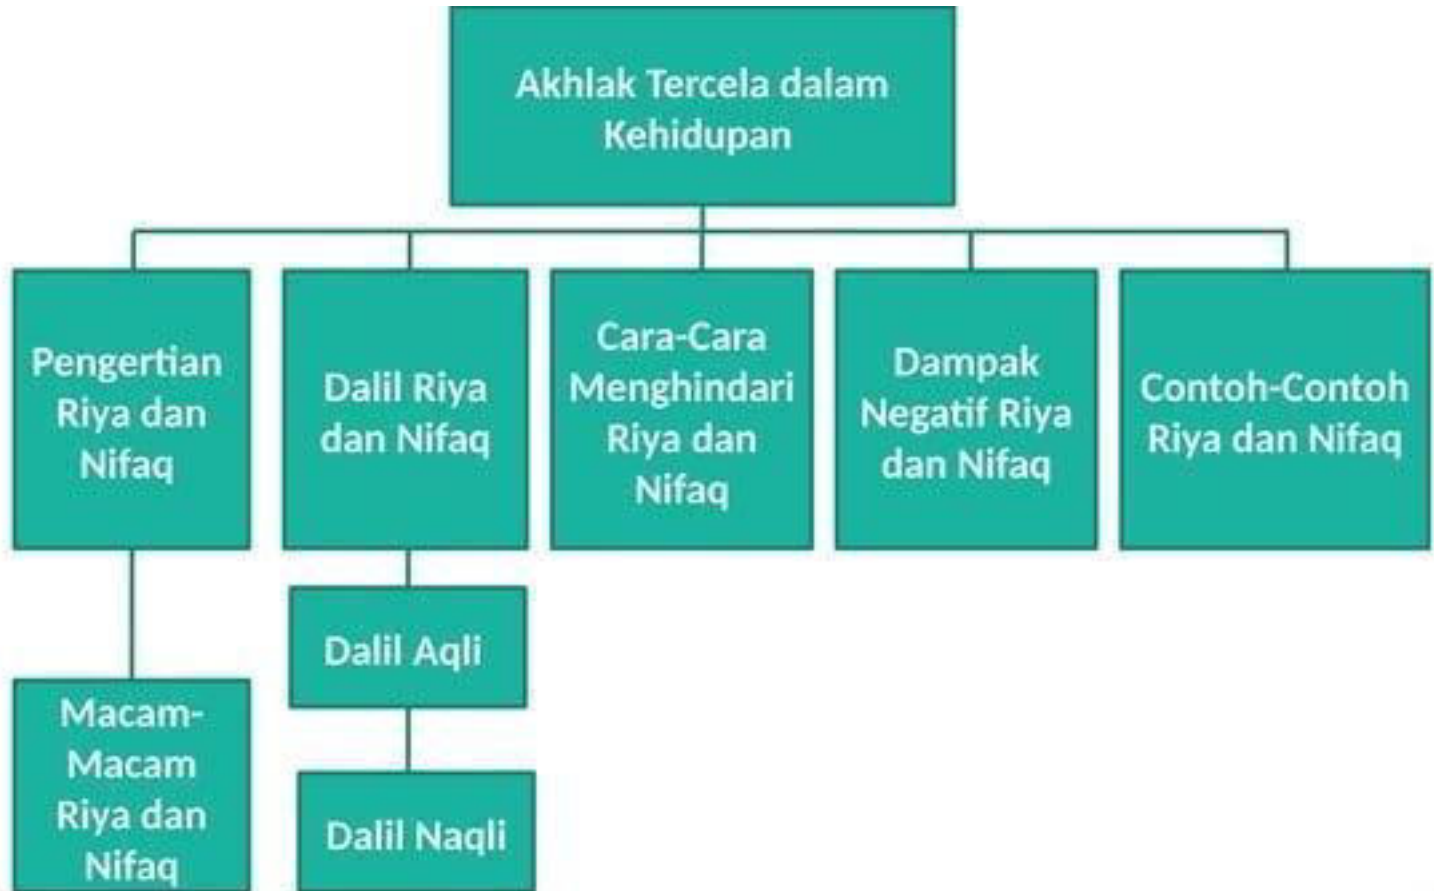 Akhlak Tercela dalam
Kehidupan
Pengertian
Riya dan
Nifaq
Dalil Riya
dan Nifaq
Cara-Cara
Menghindari
Riya dan
Nifaq
Dampak
Negatif Riya
dan Nifaq
Contoh-Contoh
Riya dan Nifaq
Dalil Aqli
Macam-
Macam
Riya dan
Nifaq
Dalil Naqli